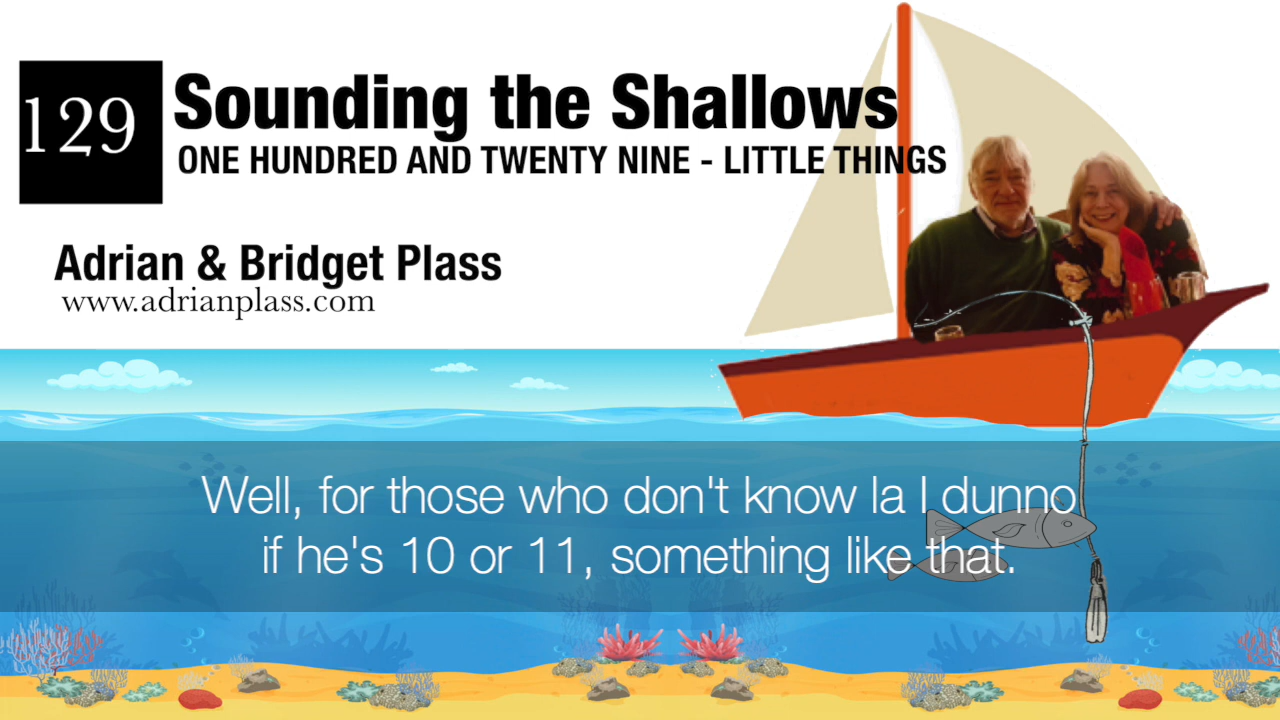 129
Sounding the Shallows
ONE HUNDRED AND TWENTY NINE - LITTLE THINGS
Adrian & Bridget Plass
www.adrianplass.com
Well, for those who don't know la I dunno
if he's 10 or 11, something like that.